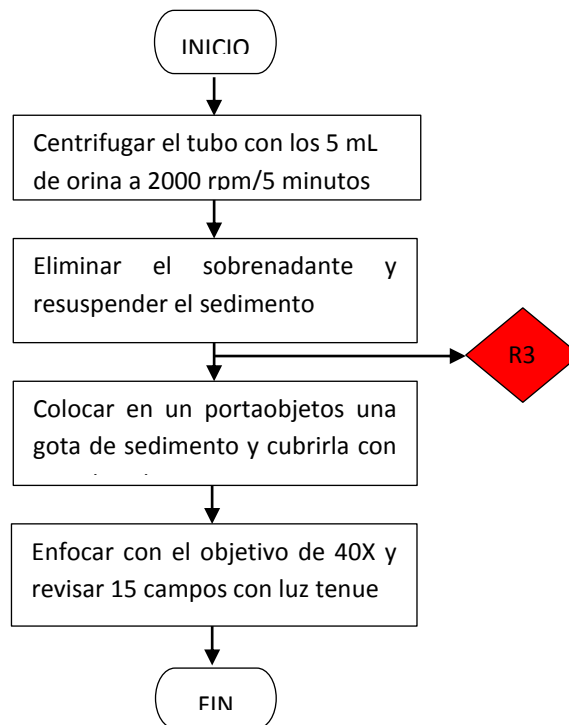 INICIO
Centrifugar el tubo con los 5 mL
de orina a 2000 rpm/5 minutos
Eliminar el sobrenadante y
resuspender el sedimento
R3
Colocar en un portaobjetos una
gota de sedimento y cubrirla con
Enfocar con el objetivo de 40X y
revisar 15 campos con luz tenue
FIN